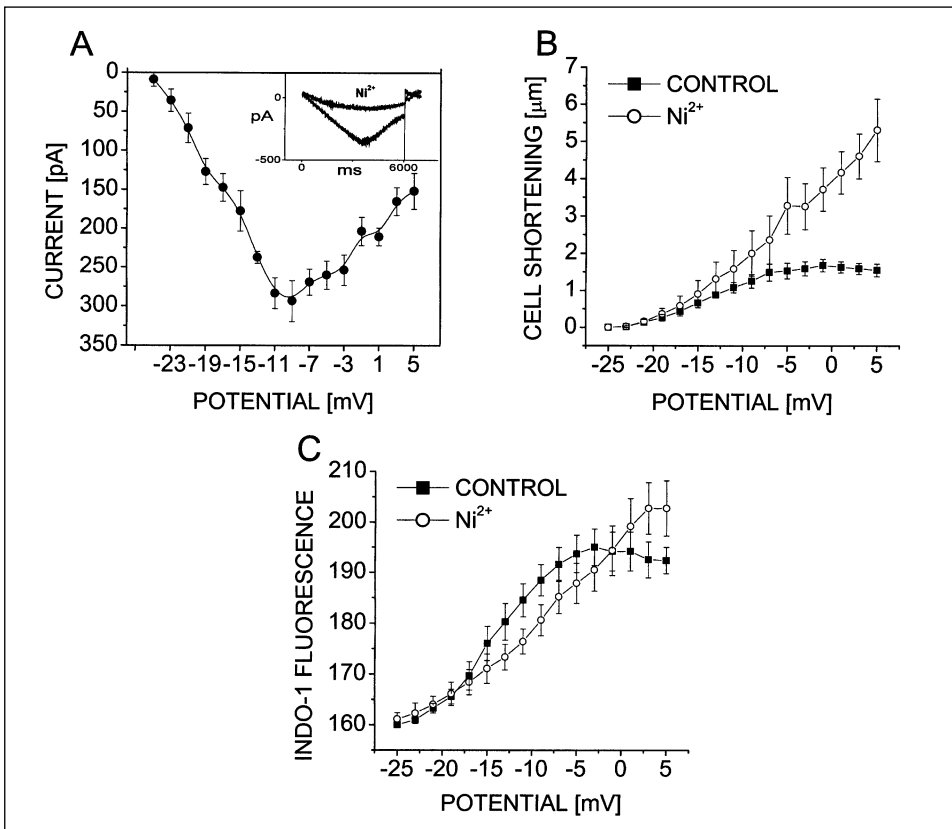 A
CURRENT [pA]
0
50
100
150
200
250
300
350
-23 -19 -15 -11 -7 -3 1 5
POTENTIAL [mV]
Ni²⁺
0
pA
-500
0 ms 6000
B
CELL SHORTENING [µm]
7
6
5
4
3
2
1
0
CONTROL
Ni²⁺
-25 -20 -15 -10 -5 0 5
POTENTIAL [mV]
C
INDO-1 FLUORESCENCE
210
200
190
180
170
160
CONTROL
Ni²⁺
-25 -20 -15 -10 -5 0 5
POTENTIAL [mV]